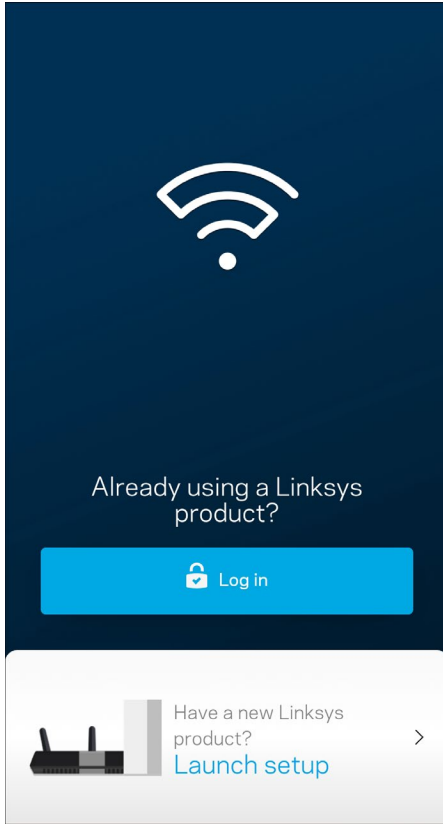 Already using a Linksys
product?
Log in
Have a new Linksys
product?
Launch setup